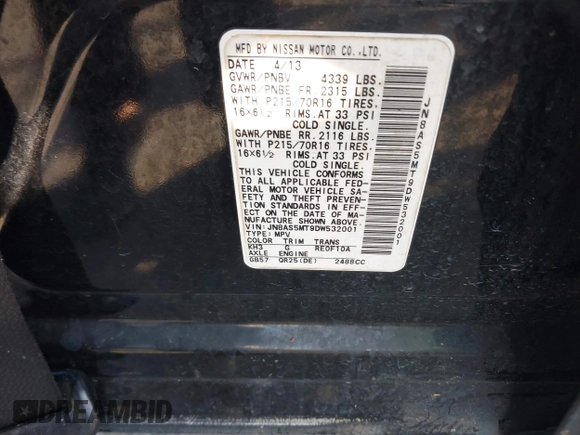 MFD BY NISSAN MOTOR CO.,LTD.
DATE 4/13
GVWR/PNBV 4339 LBS.
GAWR/PNBE FR. 2315 LBS.
WITH P215/70R16 TIRES,
16×6½ RIMS, AT 33 PSI
COLD SINGLE.
GAWR/PNBE RR. 2116 LBS.
WITH P215/70R16 TIRES,
16×6½ RIMS, AT 33 PSI
COLD SINGLE.
THIS VEHICLE CONFORMS
TO ALL APPLICABLE FED-
ERAL MOTOR VEHICLE SA-
FETY AND THEFT PREVEN-
TION STANDARDS IN EFF-
ECT ON THE DATE OF MA-
NUFACTURE SHOWN ABOVE.
VIN: JN8AS5MT9DW532001
TYPE: MPV
COLOR TRIM TRANS
KH3 G RE0F10A
AXLE ENGINE
GB57 QR25(DE) 2488CC
JN8AS5MT9DW532001
DREAMBID